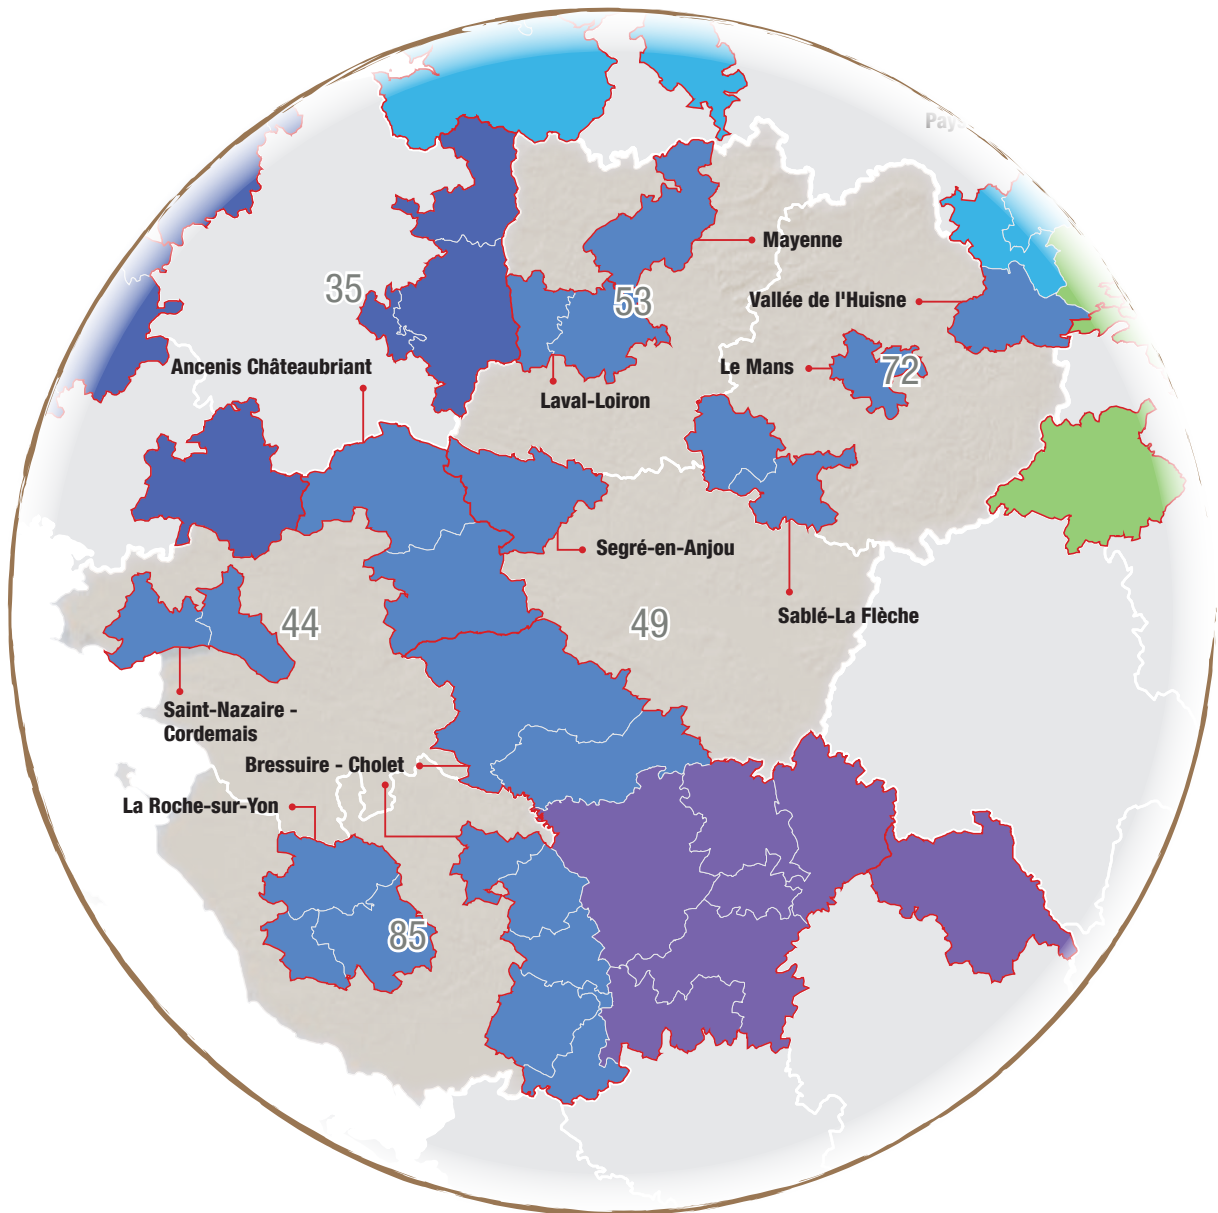 Pays
Mayenne
35
53
Vallée de l'Huisne
Ancenis Châteaubriant
Le Mans
72
Laval-Loiron
Segré-en-Anjou
44
49
Sablé-La Flèche
Saint-Nazaire -
Cordemais
Bressuire - Cholet
La Roche-sur-Yon
85